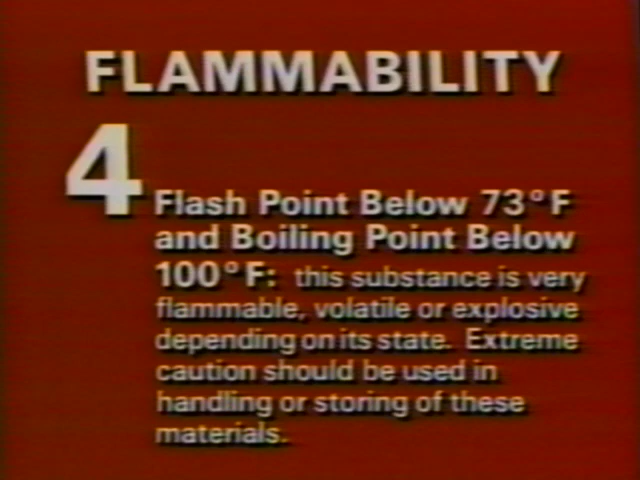 FLAMMABILITY
4
Flash Point Below 73°F
and Boiling Point Below
100°F: this substance is very
flammable, volatile or explosive
depending on its state. Extreme
caution should be used in
handling or storing of these
materials.